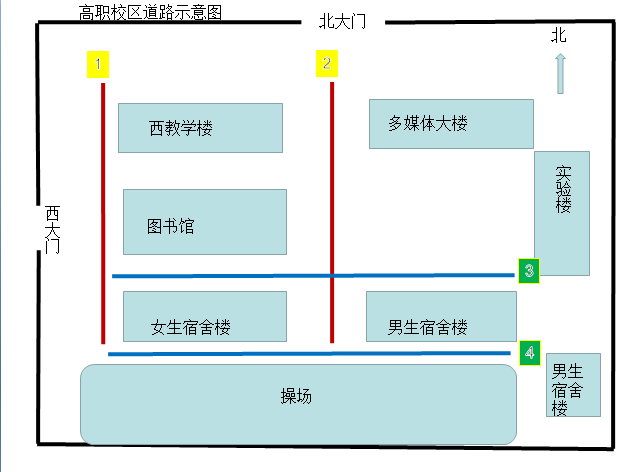 高职校区道路示意图
北大门
北
1
2
西教学楼
多媒体大楼
实验楼
西大门
图书馆
3
女生宿舍楼
男生宿舍楼
4
男生
宿舍
楼
操场